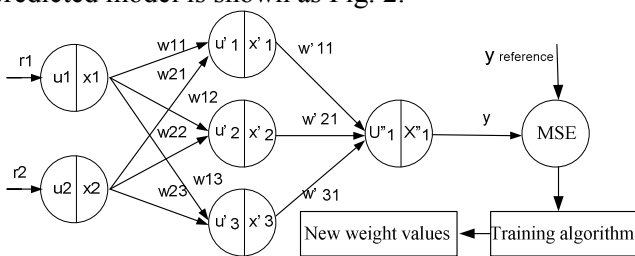 predicted model is shown as Fig. 2.
r1
u1 x1
r2
u2 x2
w11
w21
w12
w22
w13
w23
u'1 x'1
u'2 x'2
u'3 x'3
w'11
w'21
w'31
U"1 X"1
y
y reference
MSE
Training algorithm
New weight values